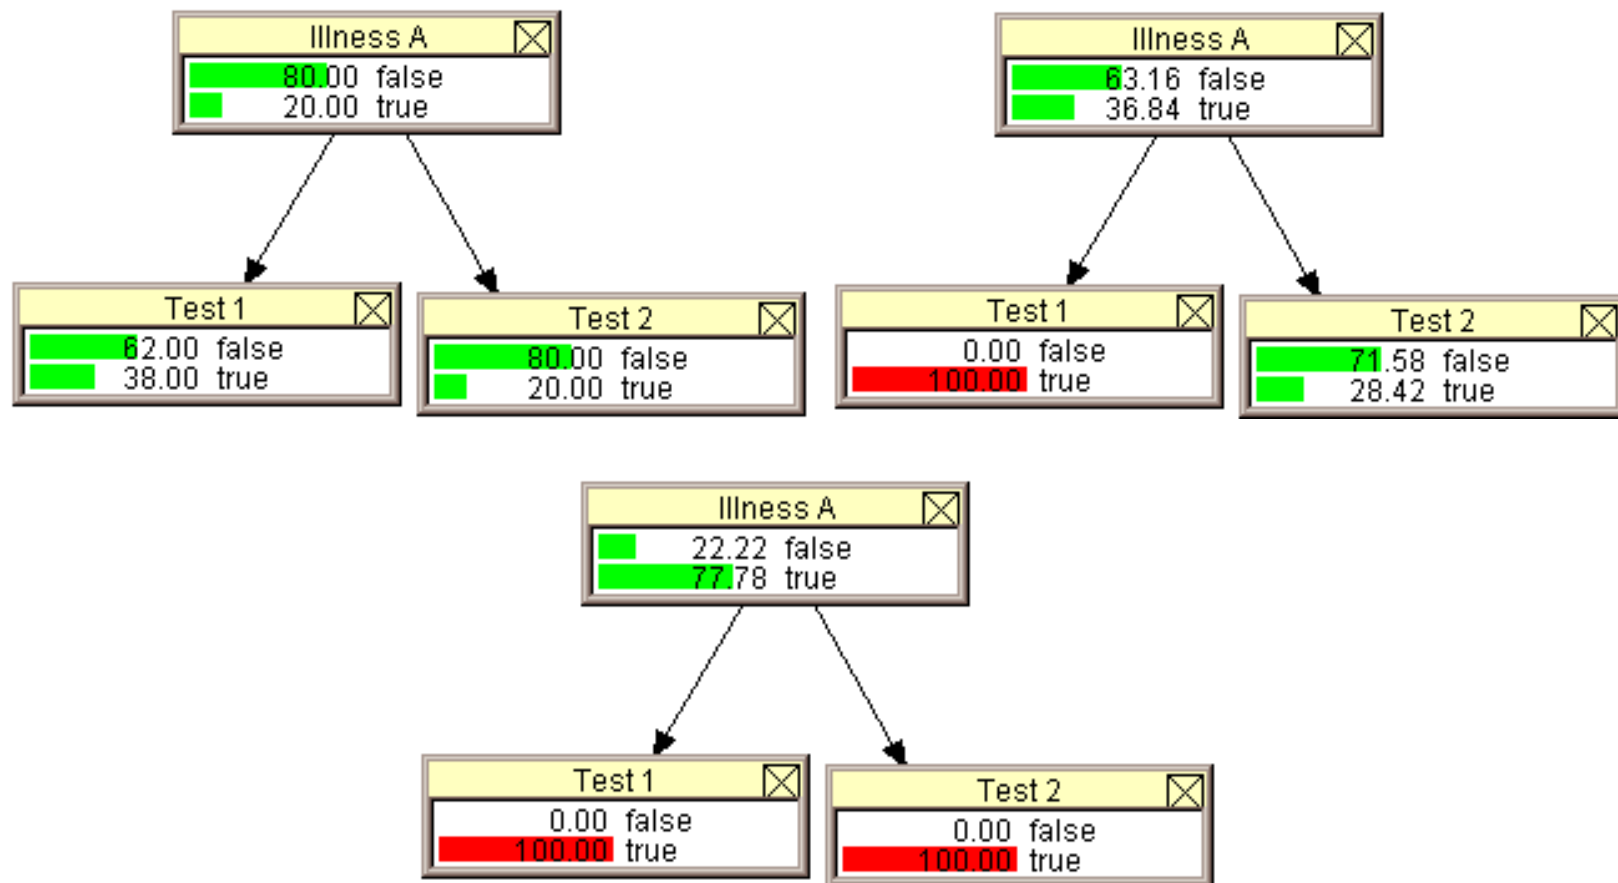 Illness A
80.00 false
20.00 true
Illness A
63.16 false
36.84 true
Test 1
62.00 false
38.00 true
Test 2
80.00 false
20.00 true
Test 1
0.00 false
100.00 true
Test 2
71.58 false
28.42 true
Illness A
22.22 false
77.78 true
Test 1
0.00 false
100.00 true
Test 2
0.00 false
100.00 true